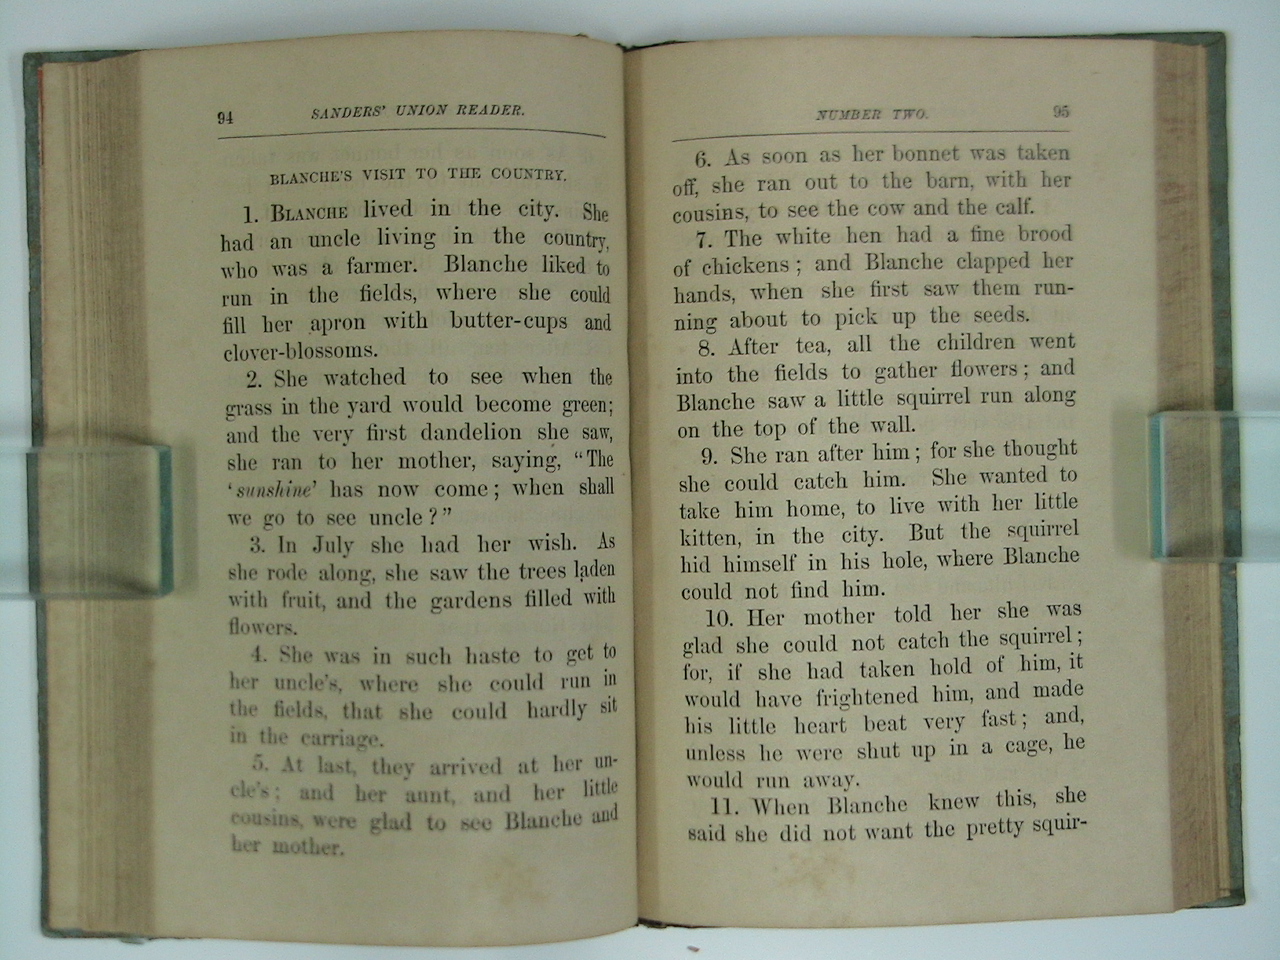 94
SANDERS' UNION READER.
BLANCHE'S VISIT TO THE COUNTRY.
1. BLANCHE lived in the city. She
had an uncle living in the country,
who was a farmer. Blanche liked to
run in the fields, where she could
fill her apron with butter-cups and
clover-blossoms.
2. She watched to see when the
grass in the yard would become green;
and the very first dandelion she saw,
she ran to her mother, saying, "The
'sunshine' has now come; when shall
we go to see uncle?"
3. In July she had her wish. As
she rode along, she saw the trees laden
with fruit, and the gardens filled with
flowers.
4. She was in such haste to get to
her uncle's, where she could run in
the fields, that she could hardly sit
in the carriage.
5. At last, they arrived at her un-
cle's; and her aunt, and her little
cousins, were glad to see Blanche and
her mother.
NUMBER TWO.
95
6. As soon as her bonnet was taken
off, she ran out to the barn, with her
cousins, to see the cow and the calf.
7. The white hen had a fine brood
of chickens; and Blanche clapped her
hands, when she first saw them run-
ning about to pick up the seeds.
8. After tea, all the children went
into the fields to gather flowers; and
Blanche saw a little squirrel run along
on the top of the wall.
9. She ran after him; for she thought
she could catch him. She wanted to
take him home, to live with her little
kitten, in the city. But the squirrel
hid himself in his hole, where Blanche
could not find him.
10. Her mother told her she was
glad she could not catch the squirrel;
for, if she had taken hold of him, it
would have frightened him, and made
his little heart beat very fast; and,
unless he were shut up in a cage, he
would run away.
11. When Blanche knew this, she
said she did not want the pretty squir-